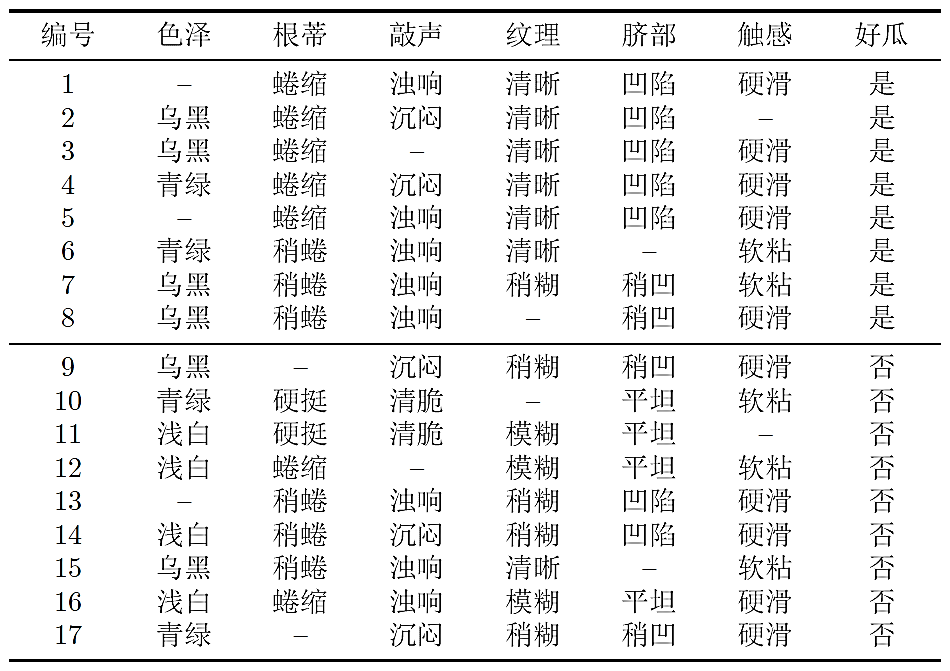 编号 色泽 根蒂 敲声 纹理 脐部 触感 好瓜
1 – 蜷缩 浊响 清晰 凹陷 硬滑 是
2 乌黑 蜷缩 沉闷 清晰 凹陷 – 是
3 乌黑 蜷缩 – 清晰 凹陷 硬滑 是
4 青绿 蜷缩 沉闷 清晰 凹陷 硬滑 是
5 – 蜷缩 浊响 清晰 凹陷 硬滑 是
6 青绿 稍蜷 浊响 清晰 – 软粘 是
7 乌黑 稍蜷 浊响 稍糊 稍凹 软粘 是
8 乌黑 稍蜷 浊响 – 稍凹 硬滑 是
9 乌黑 – 沉闷 稍糊 稍凹 硬滑 否
10 青绿 硬挺 清脆 – 平坦 软粘 否
11 浅白 硬挺 清脆 模糊 平坦 – 否
12 浅白 蜷缩 – 模糊 平坦 软粘 否
13 – 稍蜷 浊响 稍糊 凹陷 硬滑 否
14 浅白 稍蜷 沉闷 稍糊 凹陷 硬滑 否
15 乌黑 稍蜷 浊响 清晰 – 软粘 否
16 浅白 蜷缩 浊响 模糊 平坦 硬滑 否
17 青绿 – 沉闷 稍糊 稍凹 硬滑 否